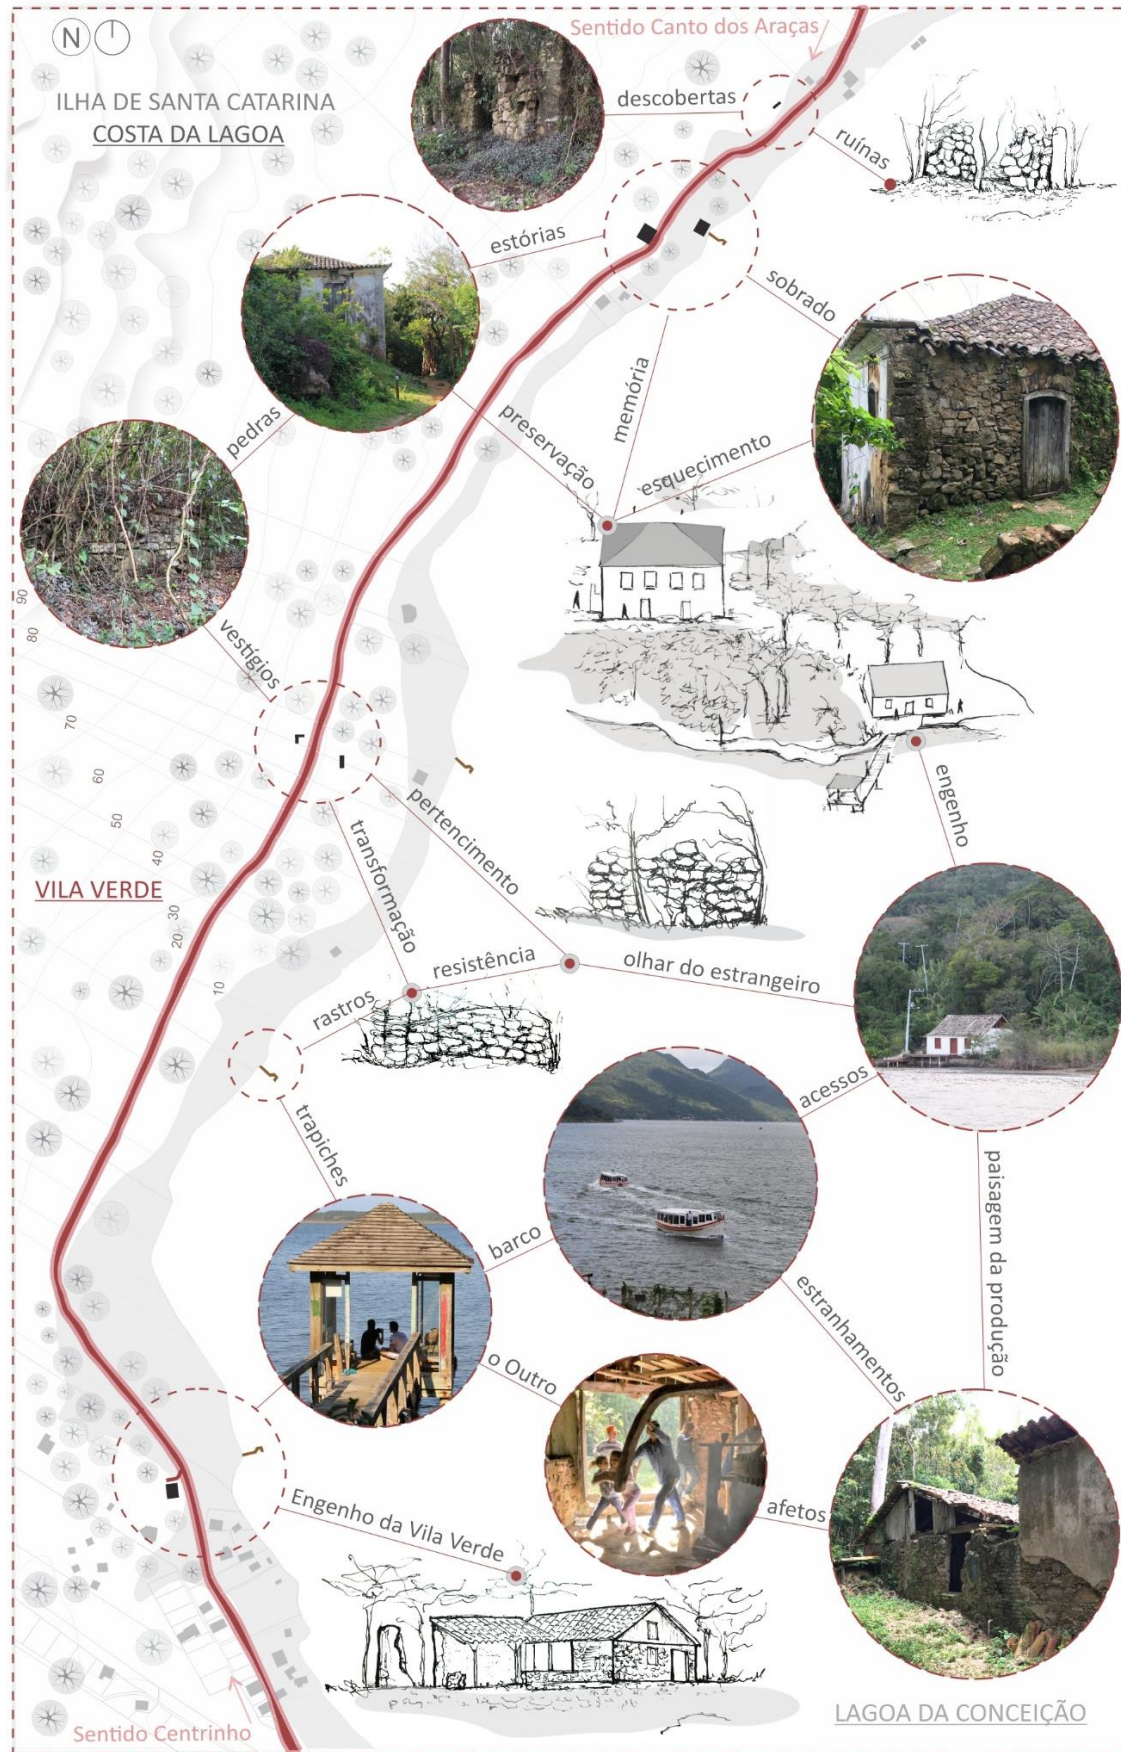 N
Sentido Canto dos Araças
ILHA DE SANTA CATARINA
COSTA DA LAGOA
descobertas
ruínas
estórias
sobrado
memória
pedras
preservação
esquecimento
vestígios
90
80
70
60
50
40
30
20
10
engenho
pertencimento
transformação
VILA VERDE
resistência
olhar do estrangeiro
rastros
acessos
trapiches
barco
paisagem da produção
estranhamentos
o Outro
Engenho da Vila Verde
afetos
LAGOA DA CONCEIÇÃO
Sentido Centrinho